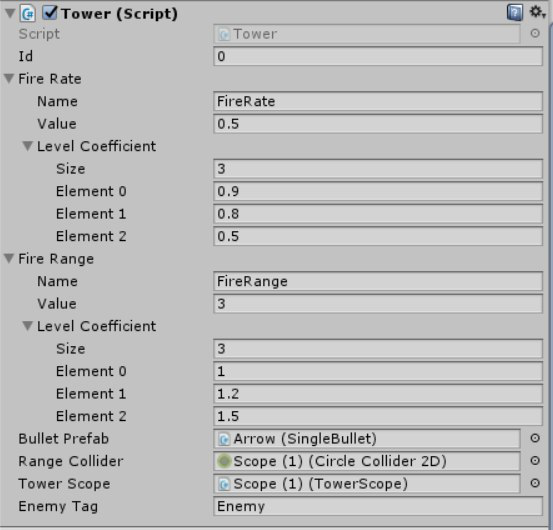 Tower (Script)
Script Tower
Id 0
Fire Rate
Name FireRate
Value 0.5
Level Coefficient
Size 3
Element 0 0.9
Element 1 0.8
Element 2 0.5
Fire Range
Name FireRange
Value 3
Level Coefficient
Size 3
Element 0 1
Element 1 1.2
Element 2 1.5
Bullet Prefab Arrow (SingleBullet)
Range Collider Scope (1) (Circle Collider 2D)
Tower Scope Scope (1) (TowerScope)
Enemy Tag Enemy